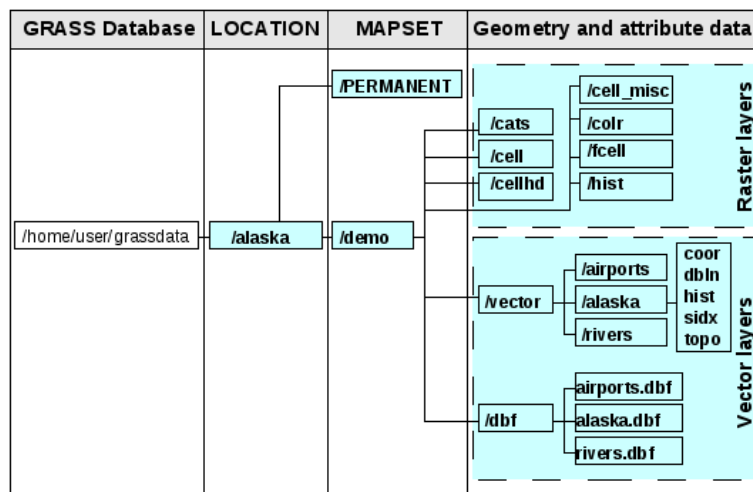 GRASS Database
LOCATION
MAPSET
Geometry and attribute data
/PERMANENT
/cell_misc
/cats
/colr
/cell
/fcell
/cellhd
/hist
Raster layers
/home/user/grassdata
/alaska
/demo
/vector
/airports
/alaska
/rivers
coor
dbln
hist
sidx
topo
/dbf
airports.dbf
alaska.dbf
rivers.dbf
Vector layers